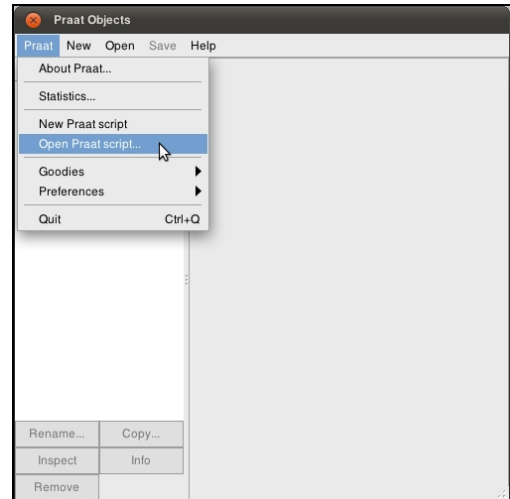 Praat Objects
Praat New Open Save Help
About Praat...
Statistics...
New Praat script
Open Praat script...
Goodies
Preferences
Quit Ctrl+Q
Rename... Copy...
Inspect Info
Remove